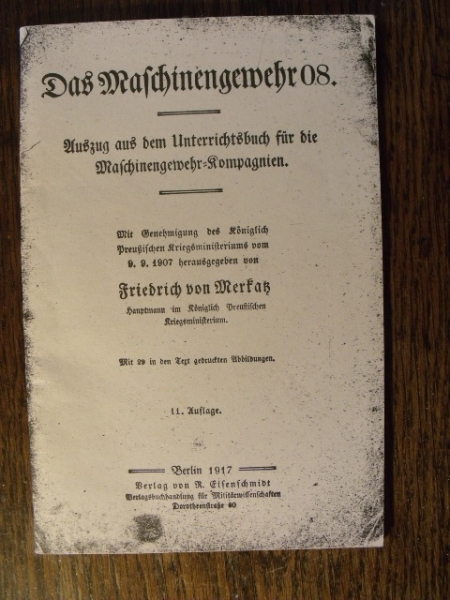 Das Maschinengewehr 08.
Auszug aus dem Unterrichtsbuch für die
Maschinengewehr-Kompagnien.
Mit Genehmigung des Königlich
Preußischen Kriegsministeriums vom
9. 9. 1907 herausgegeben von
Friedrich von Merkatz
Hauptmann im Königlich Preußischen
Kriegsministerium.
Mit 29 in den Text gedruckten Abbildungen.
11. Auflage.
Berlin 1917
Verlag von R. Eisenschmidt
Verlagsbuchhandlung für Militärwissenschaften
Dorotheenstraße 60